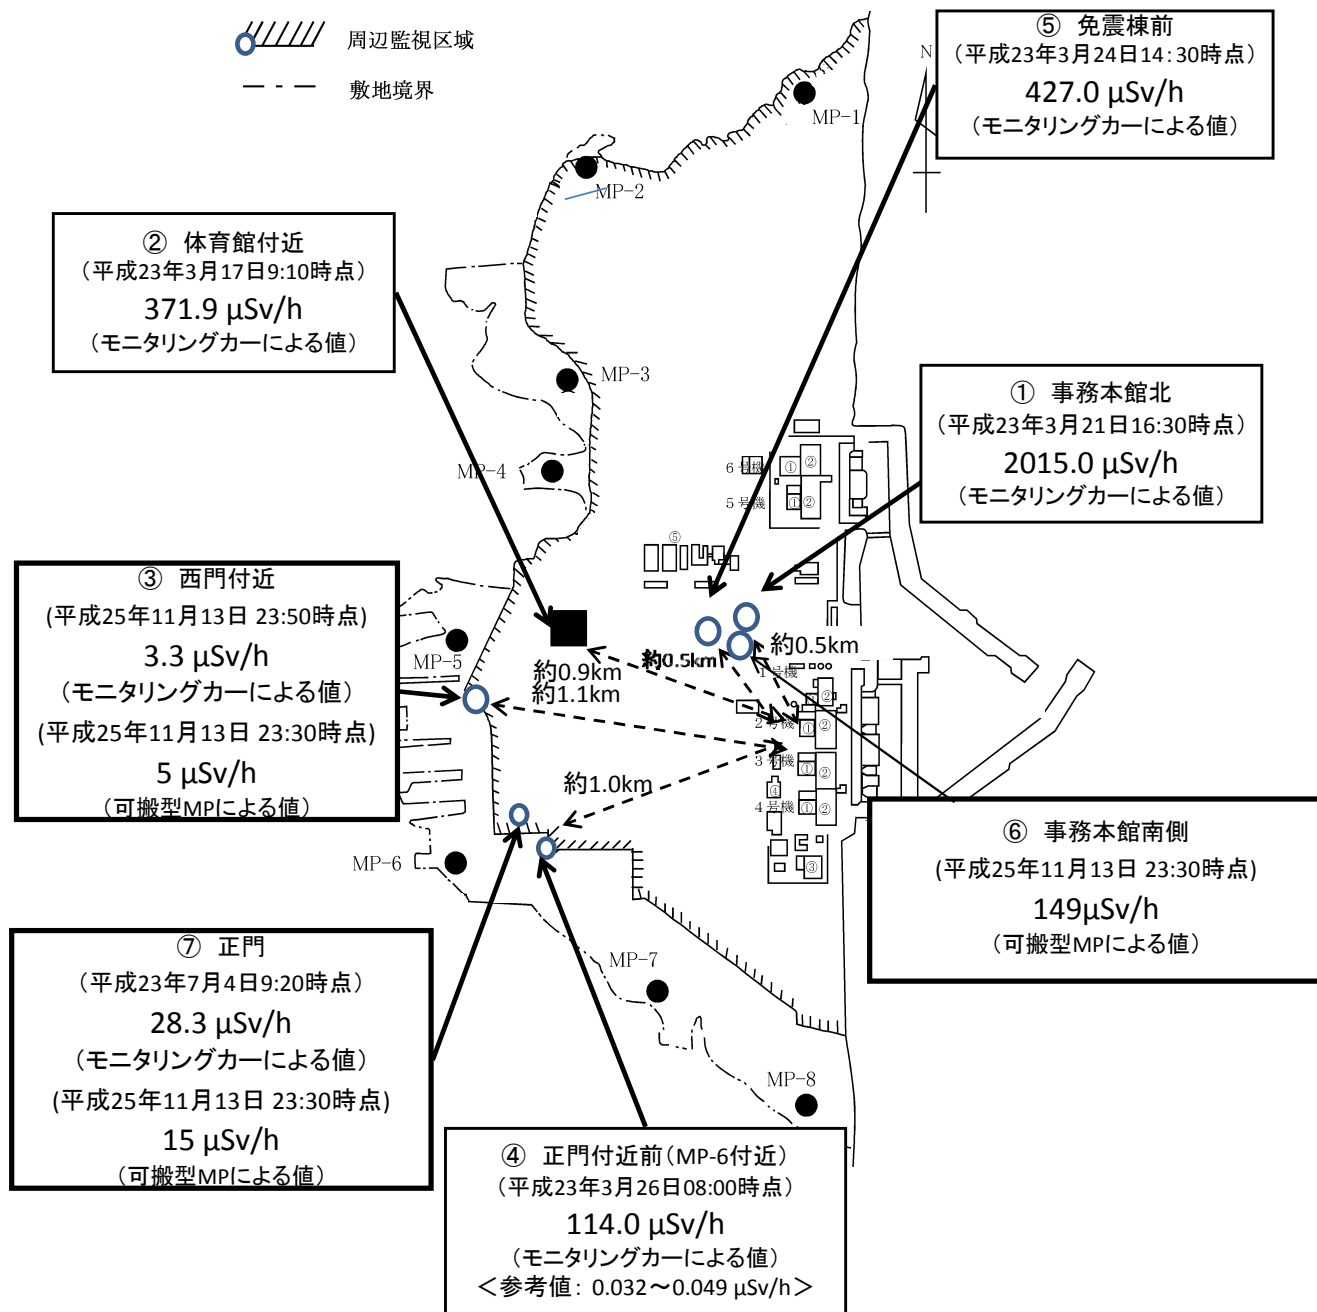 周辺監視区域
敷地境界
⑤ 免震棟前
（平成23年3月24日14：30時点）
427.0 μSv/h
（モニタリングカーによる値）
N
MP-1
MP-2
② 体育館付近
（平成23年3月17日9:10時点）
371.9 μSv/h
（モニタリングカーによる値）
MP-3
① 事務本館北
（平成23年3月21日16:30時点）
2015.0 μSv/h
（モニタリングカーによる値）
MP-4
6号機
①
②
5号機
①
②
⑤
③ 西門付近
(平成25年11月13日 23:50時点)
3.3 μSv/h
（モニタリングカーによる値）
(平成25年11月13日 23:30時点)
5 μSv/h
（可搬型MPによる値）
MP-5
約0.5km
約0.5km
約0.9km
約1.1km
1号機
②
2号機
①
②
3号機
①
②
約1.0km
④
4号機
①
②
③
MP-6
⑥ 事務本館南側
(平成25年11月13日 23:30時点)
149μSv/h
（可搬型MPによる値）
⑦ 正門
（平成23年7月4日9:20時点）
28.3 μSv/h
（モニタリングカーによる値）
(平成25年11月13日 23:30時点)
15 μSv/h
（可搬型MPによる値）
MP-7
MP-8
④ 正門付近前（MP-6付近）
（平成23年3月26日08:00時点）
114.0 μSv/h
（モニタリングカーによる値）
＜参考値：0.032～0.049 μSv/h＞